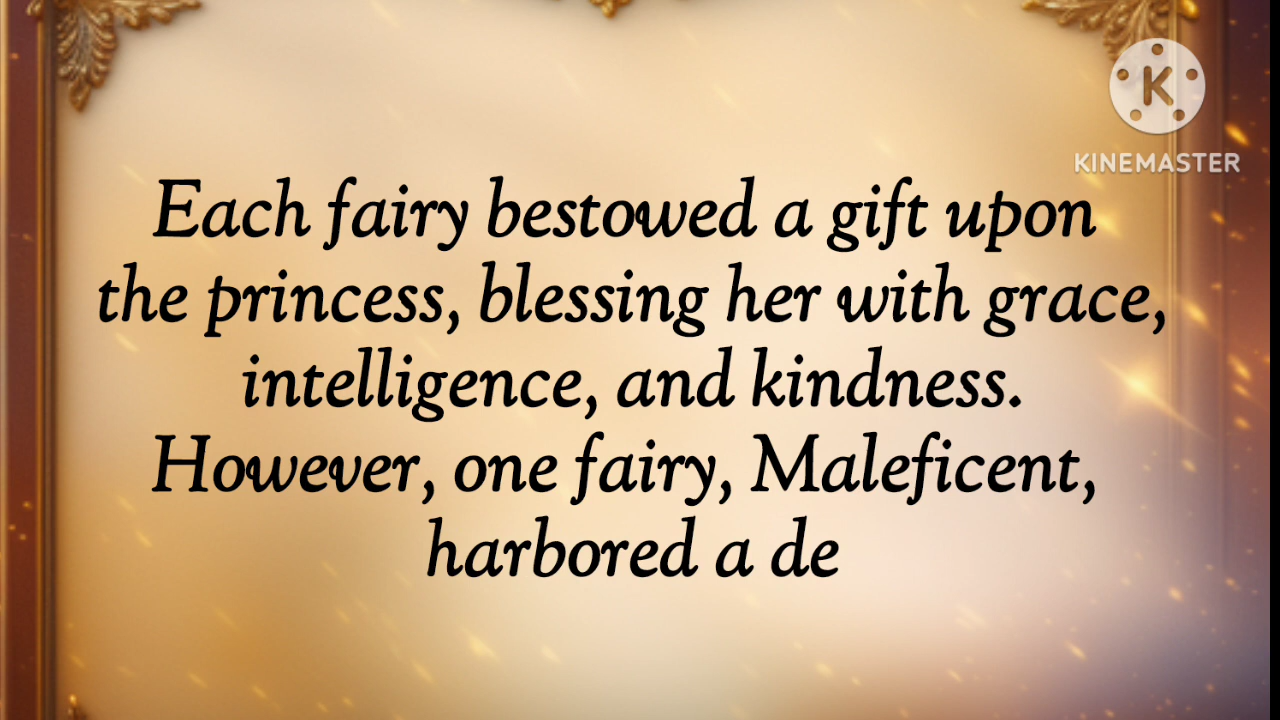 KINEMASTER
Each fairy bestowed a gift upon
the princess, blessing her with grace,
intelligence, and kindness.
However, one fairy, Maleficent,
harbored a de